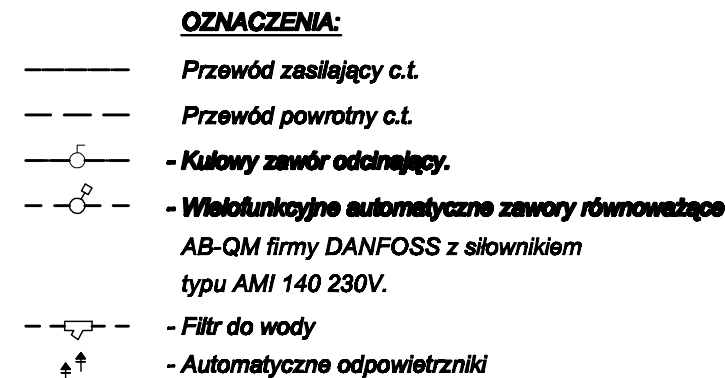 OZNACZENIA:
Przewód zasilający c.t.
Przewód powrotny c.t.
- Kulowy zawór odcinający.
- Wielofunkcyjne automatyczne zawory równoważące
AB-QM firmy DANFOSS z siłownikiem
typu AMI 140 230V.
- Filtr do wody
- Automatyczne odpowietrzniki